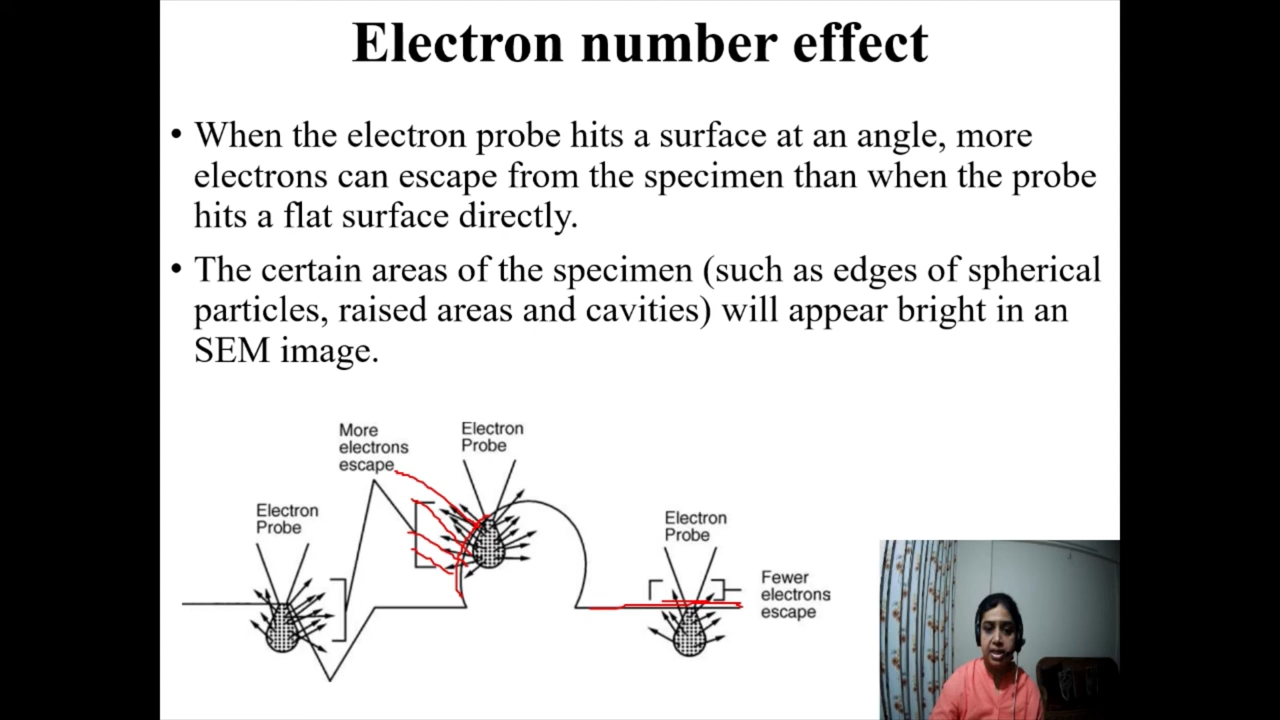 Electron number effect
• When the electron probe hits a surface at an angle, more
electrons can escape from the specimen than when the probe
hits a flat surface directly.
• The certain areas of the specimen (such as edges of spherical
particles, raised areas and cavities) will appear bright in an
SEM image.
More
electrons
escape
Electron
Probe
Electron
Probe
Electron
Probe
Fewer
electrons
escape